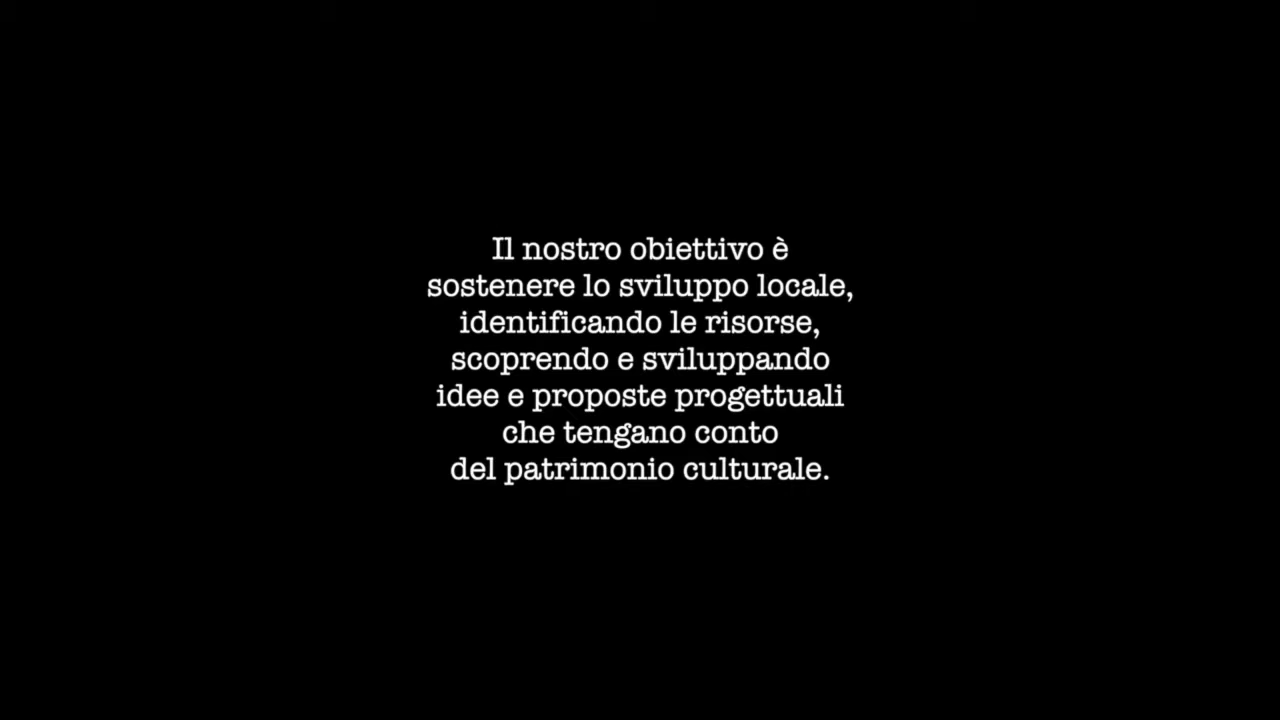 Il nostro obiettivo è
sostenere lo sviluppo locale,
identificando le risorse,
scoprendo e sviluppando
idee e proposte progettuali
che tengano conto
del patrimonio culturale.